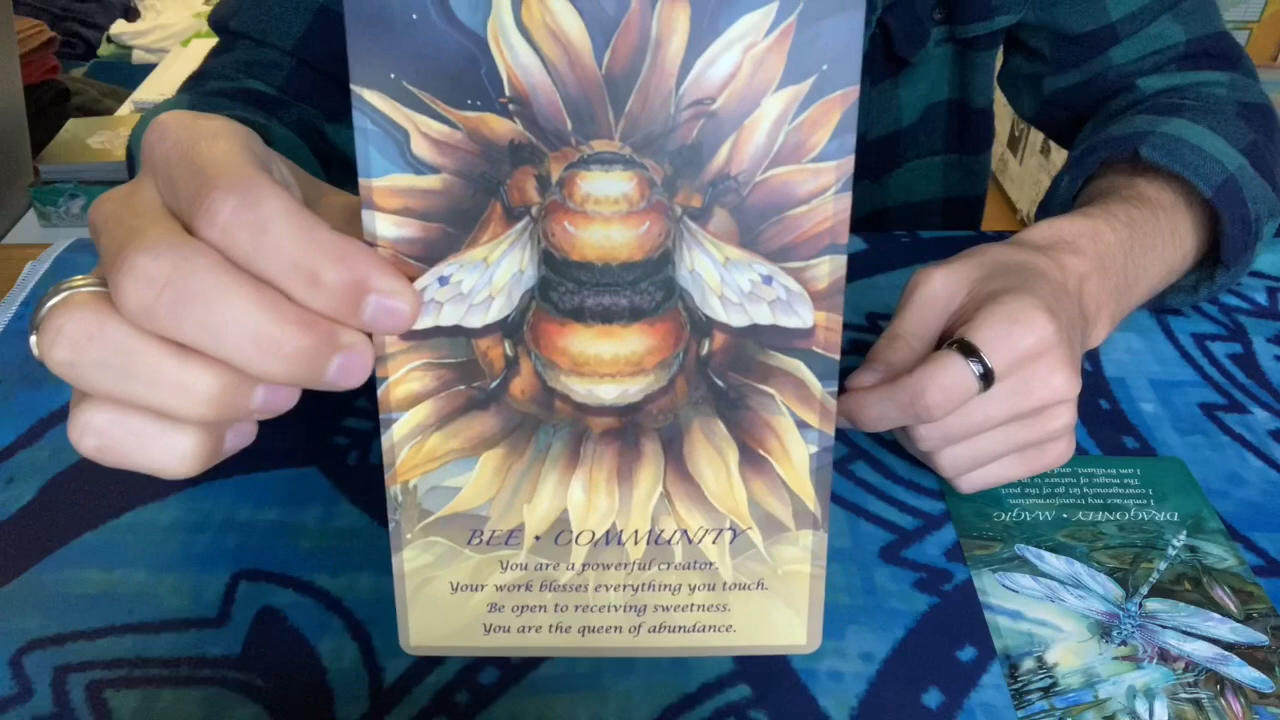 BEE • COMMUNITY
You are a powerful creator.
Your work blesses everything you touch.
Be open to receiving sweetness.
You are the queen of abundance.
DRAGONFLY • MAGIC
I embrace my transformation.
I courageously let go of the past.
The magic of nature is in
I am brilliant, and